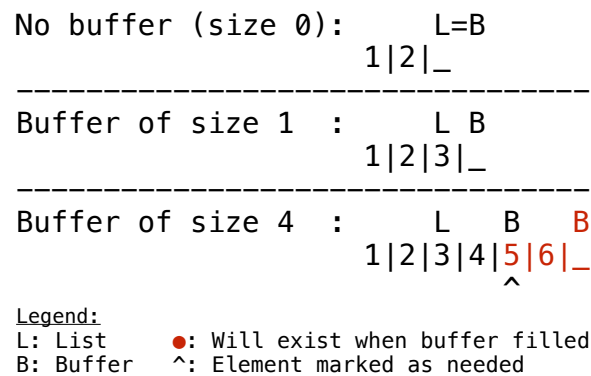 No buffer (size 0):     L=B
                    1|2|_
---------------------------------
Buffer of size 1  :     L B
                    1|2|3|_
---------------------------------
Buffer of size 4  :     L   B   B
                    1|2|3|4|5|6|_
                            ^
Legend:
L: List    ●: Will exist when buffer filled
B: Buffer  ^: Element marked as needed